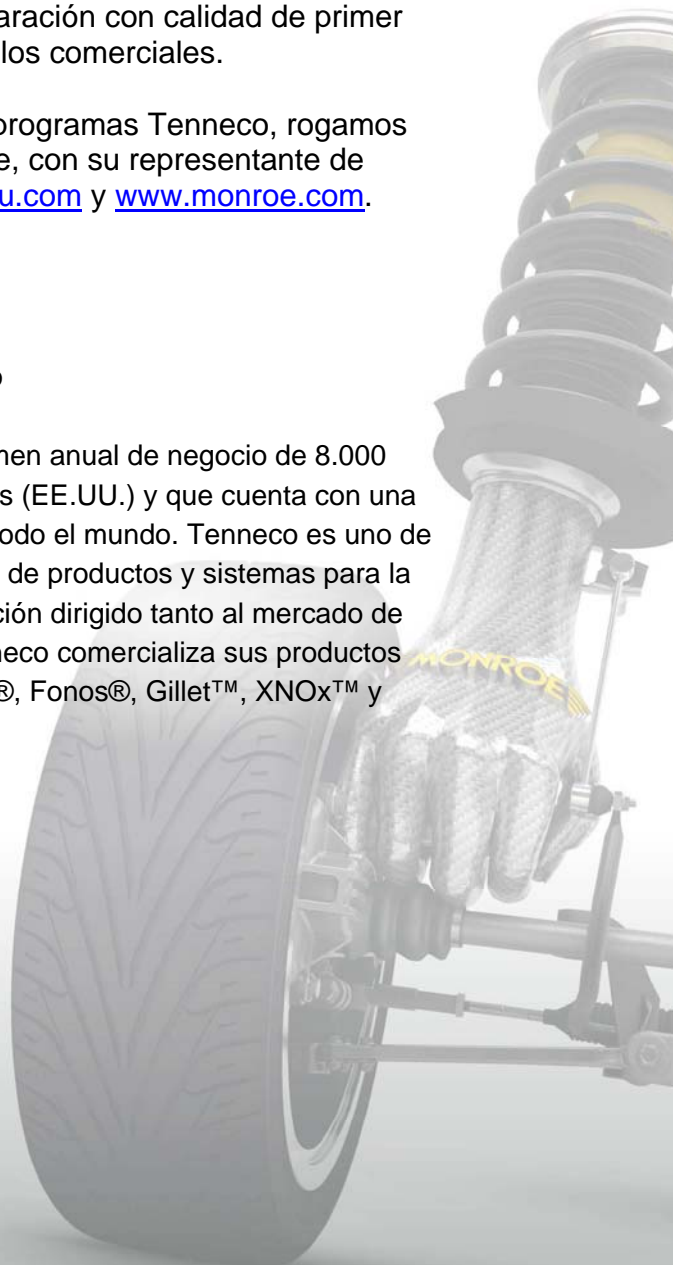 aración con calidad de primer
los comerciales.
programas Tenneco, rogamos
e, con su representante de
u.com y www.monroe.com.
o
men anual de negocio de 8.000
s (EE.UU.) y que cuenta con una
odo el mundo. Tenneco es uno de
de productos y sistemas para la
ción dirigido tanto al mercado de
neco comercializa sus productos
MONROE
®, Fonos®, Gillet™, XNOx™ y